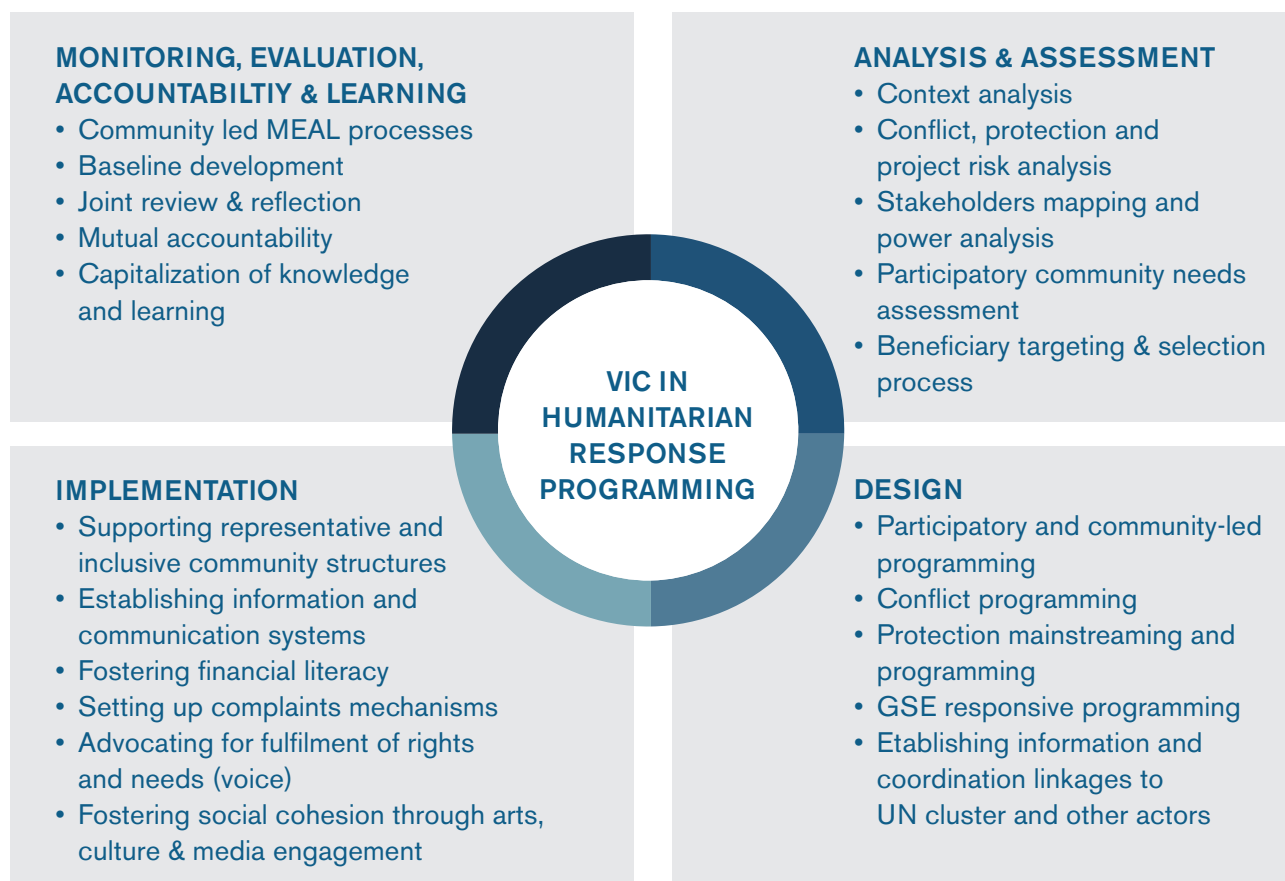 MONITORING, EVALUATION,
ACCOUNTABILTIY & LEARNING
• Community led MEAL processes
• Baseline development
• Joint review & reflection
• Mutual accountability
• Capitalization of knowledge
and learning
ANALYSIS & ASSESSMENT
• Context analysis
• Conflict, protection and
project risk analysis
• Stakeholders mapping and
power analysis
• Participatory community needs
assessment
• Beneficiary targeting & selection
process
VIC IN
HUMANITARIAN
RESPONSE
PROGRAMMING
IMPLEMENTATION
• Supporting representative and
inclusive community structures
• Establishing information and
communication systems
• Fostering financial literacy
• Setting up complaints mechanisms
• Advocating for fulfilment of rights
and needs (voice)
• Fostering social cohesion through arts,
culture & media engagement
DESIGN
• Participatory and community-led
programming
• Conflict programming
• Protection mainstreaming and
programming
• GSE responsive programming
• Etablishing information and
coordination linkages to
UN cluster and other actors